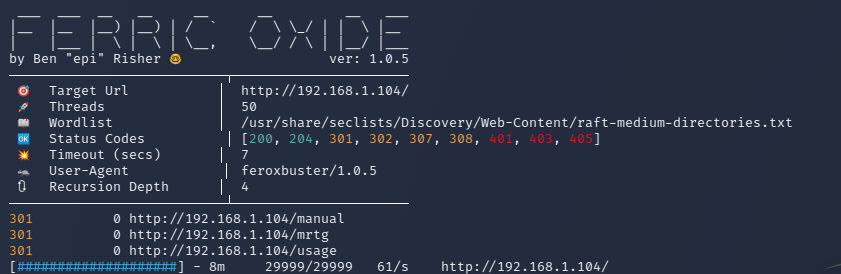 FERRIC OXIDE
by Ben "epi" Risher 🤓 ver: 1.0.5
🎯 Target Url │ http://192.168.1.104/
🚀 Threads │ 50
📖 Wordlist │ /usr/share/seclists/Discovery/Web-Content/raft-medium-directories.txt
🆗 Status Codes │ [200, 204, 301, 302, 307, 308, 401, 403, 405]
💥 Timeout (secs) │ 7
🦡 User-Agent │ feroxbuster/1.0.5
🔃 Recursion Depth │ 4
301 0 http://192.168.1.104/manual
301 0 http://192.168.1.104/mrtg
301 0 http://192.168.1.104/usage
[####################] - 8m 29999/29999 61/s http://192.168.1.104/